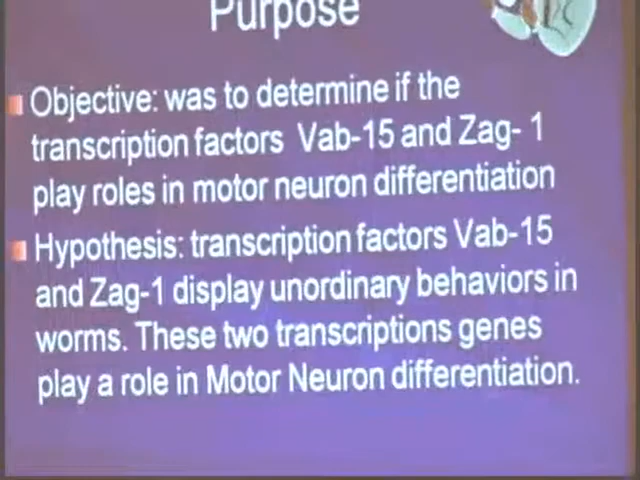 Purpose
Objective: was to determine if the
transcription factors Vab-15 and Zag- 1
play roles in motor neuron differentiation
Hypothesis: transcription factors Vab-15
and Zag-1 display unordinary behaviors in
worms. These two transcriptions genes
play a role in Motor Neuron differentiation.